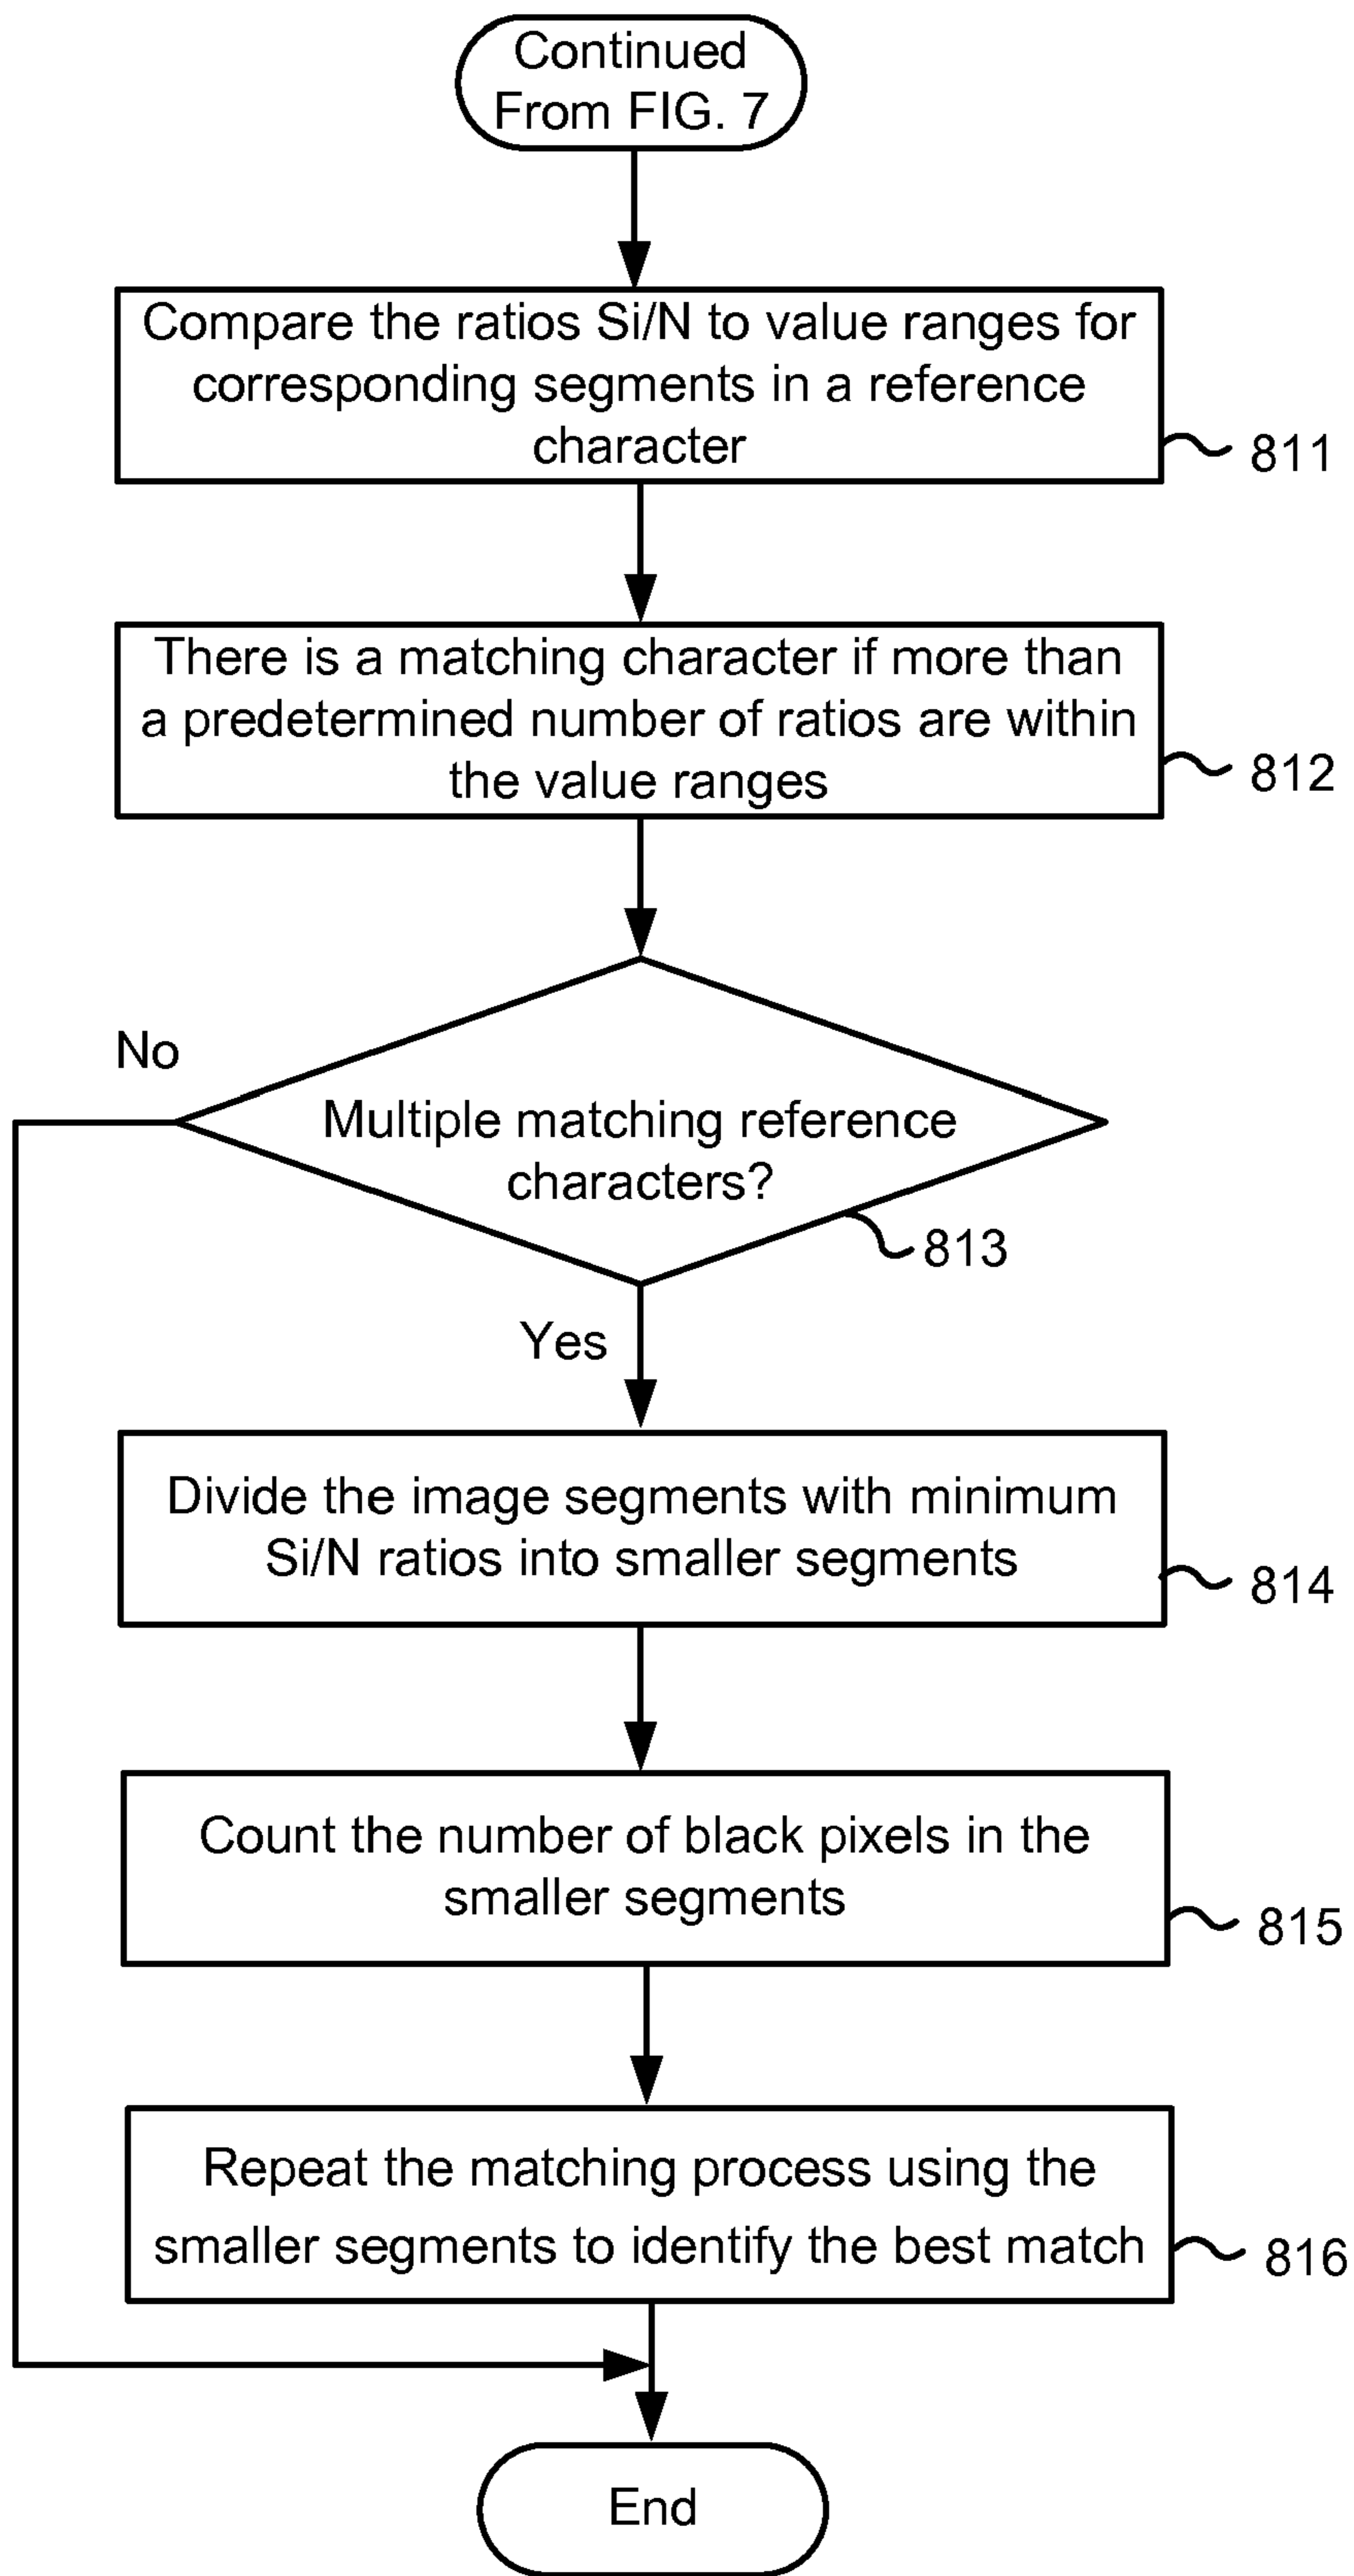 Continued
From FIG. 7
Compare the ratios Si/N to value ranges for
corresponding segments in a reference
character
811
There is a matching character if more than
a predetermined number of ratios are within
the value ranges
812
No
Multiple matching reference
characters?
813
Yes
Divide the image segments with minimum
Si/N ratios into smaller segments
814
Count the number of black pixels in the
smaller segments
815
Repeat the matching process using the
smaller segments to identify the best match
816
End